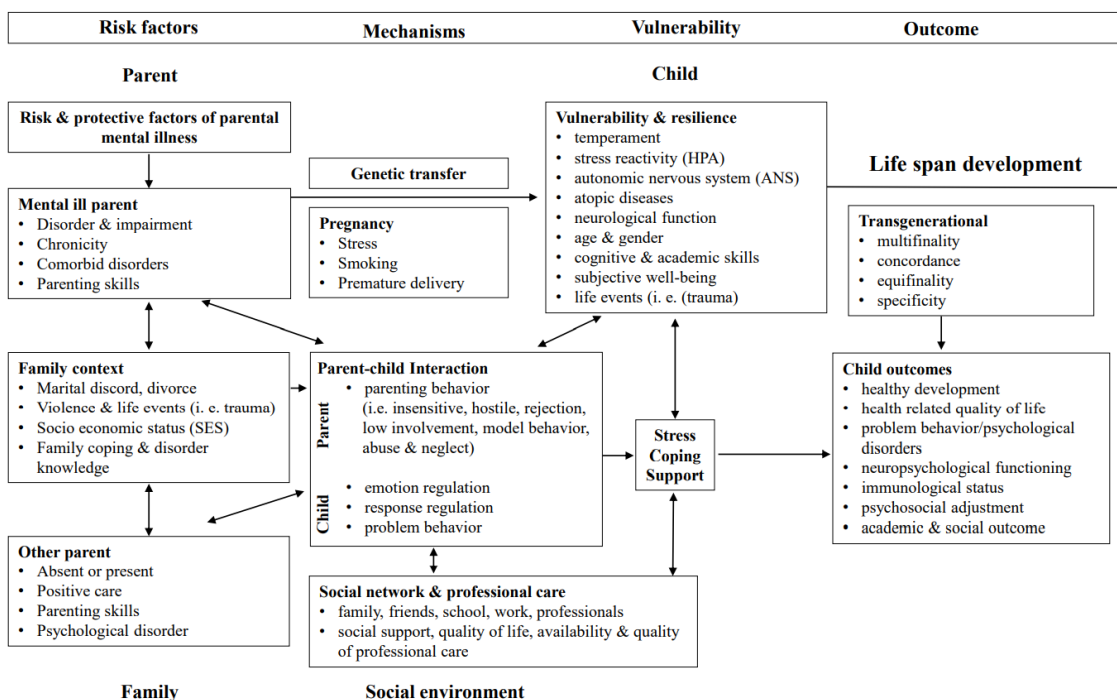 Risk factors
Mechanisms
Vulnerability
Outcome
Parent
Child
Risk & protective factors of parental
mental illness
Mental ill parent
• Disorder & impairment
• Chronicity
• Comorbid disorders
• Parenting skills
Family context
• Marital discord, divorce
• Violence & life events (i. e. trauma)
• Socio economic status (SES)
• Family coping & disorder
knowledge
Other parent
• Absent or present
• Positive care
• Parenting skills
• Psychological disorder
Family
Genetic transfer
Pregnancy
• Stress
• Smoking
• Premature delivery
Parent-child Interaction
Parent
• parenting behavior
(i.e. insensitive, hostile, rejection,
low involvement, model behavior,
abuse & neglect)
Child
• emotion regulation
• response regulation
• problem behavior
Social network & professional care
• family, friends, school, work, professionals
• social support, quality of life, availability & quality
of professional care
Social environment
Vulnerability & resilience
• temperament
• stress reactivity (HPA)
• autonomic nervous system (ANS)
• atopic diseases
• neurological function
• age & gender
• cognitive & academic skills
• subjective well-being
• life events (i. e. (trauma)
Stress
Coping
Support
Life span development
Transgenerational
• multifinality
• concordance
• equifinality
• specificity
Child outcomes
• healthy development
• health related quality of life
• problem behavior/psychological
disorders
• neuropsychological functioning
• immunological status
• psychosocial adjustment
• academic & social outcome